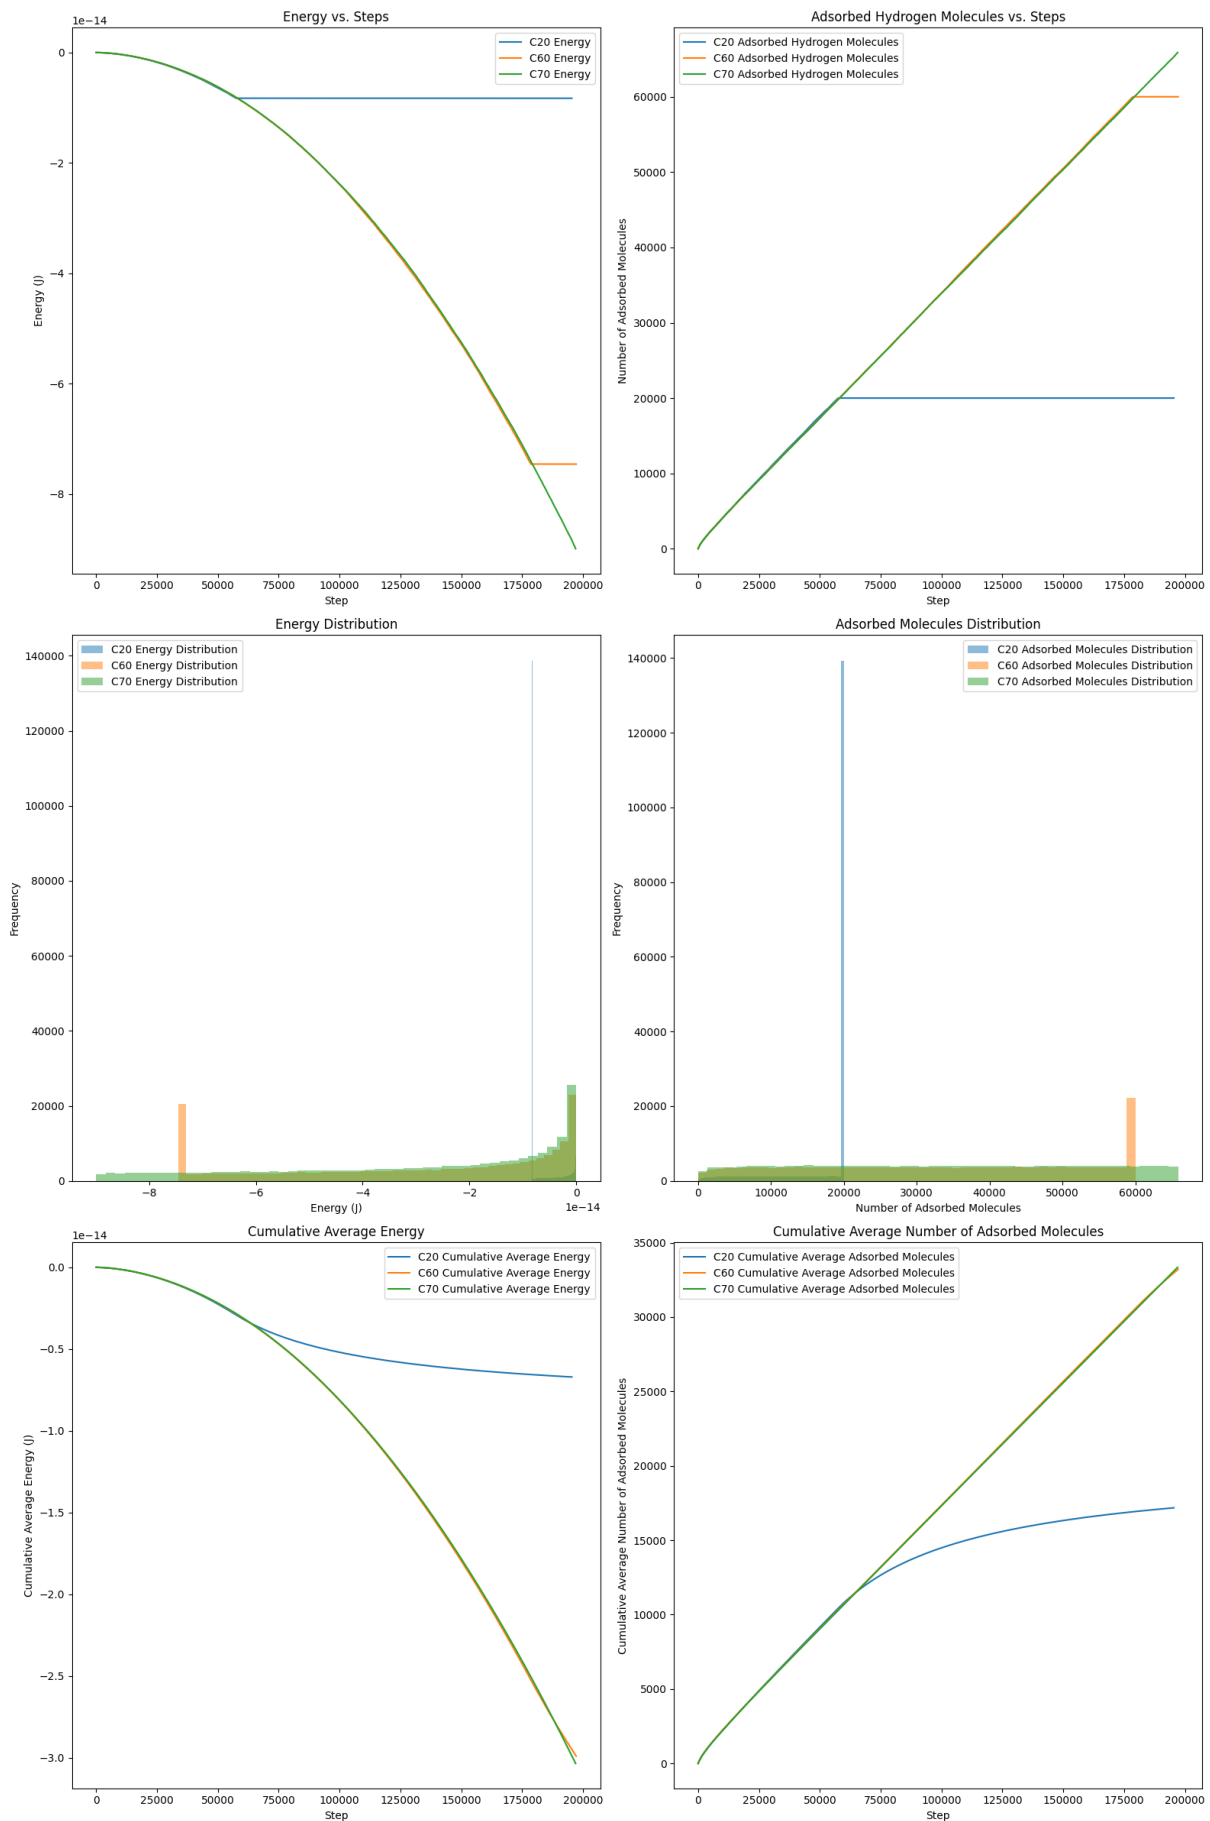 Energy vs. Steps
1e−14
C20 Energy
C60 Energy
C70 Energy
0
−2
−4
−6
−8
Energy (J)
0 25000 50000 75000 100000 125000 150000 175000 200000
Step
Adsorbed Hydrogen Molecules vs. Steps
C20 Adsorbed Hydrogen Molecules
C60 Adsorbed Hydrogen Molecules
C70 Adsorbed Hydrogen Molecules
60000
50000
40000
30000
20000
10000
0
Number of Adsorbed Molecules
0 25000 50000 75000 100000 125000 150000 175000 200000
Step
Energy Distribution
C20 Energy Distribution
C60 Energy Distribution
C70 Energy Distribution
140000
120000
100000
80000
60000
40000
20000
0
Frequency
−8 −6 −4 −2 0
Energy (J)
1e−14
Adsorbed Molecules Distribution
C20 Adsorbed Molecules Distribution
C60 Adsorbed Molecules Distribution
C70 Adsorbed Molecules Distribution
140000
120000
100000
80000
60000
40000
20000
0
Frequency
0 10000 20000 30000 40000 50000 60000
Number of Adsorbed Molecules
Cumulative Average Energy
1e−14
C20 Cumulative Average Energy
C60 Cumulative Average Energy
C70 Cumulative Average Energy
0.0
−0.5
−1.0
−1.5
−2.0
−2.5
−3.0
Cumulative Average Energy (J)
0 25000 50000 75000 100000 125000 150000 175000 200000
Step
Cumulative Average Number of Adsorbed Molecules
C20 Cumulative Average Adsorbed Molecules
C60 Cumulative Average Adsorbed Molecules
C70 Cumulative Average Adsorbed Molecules
35000
30000
25000
20000
15000
10000
5000
0
Cumulative Average Number of Adsorbed Molecules
0 25000 50000 75000 100000 125000 150000 175000 200000
Step